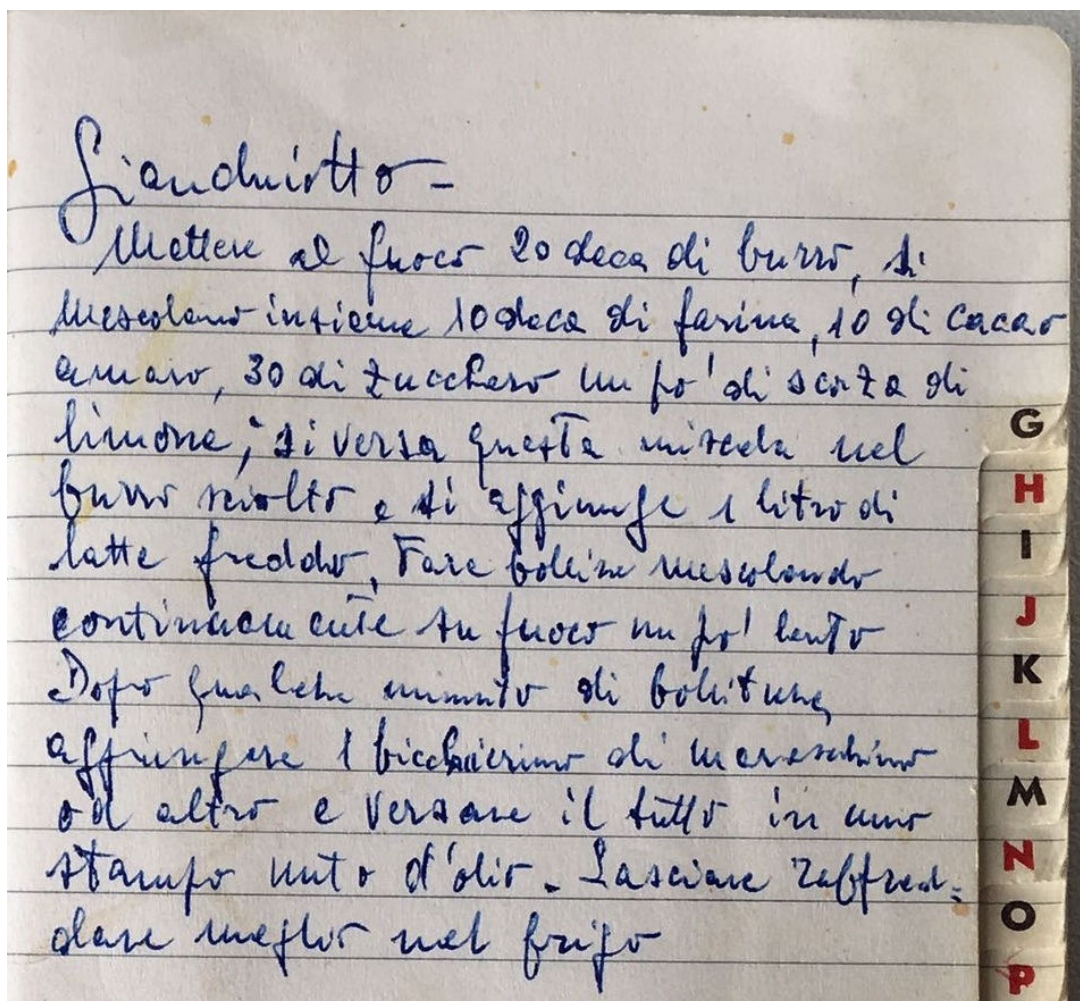 Gianduiotto -
Mettere al fuoco 20 deca di burro, si
mescolano insieme 10 deca di farina, 10 di cacao
amaro, 30 di zucchero un po' di scorza di
limone; si versa questa miscela nel
burro sciolto e si aggiunge 1 litro di
latte freddo, Fare bollire mescolando
continuamente su fuoco un po' lento
Dopo qualche minuto di bollitura,
aggiungere 1 bicchierino di maraschino
od altro e versare il tutto in uno
stampo unto d'olio. Lasciare raffred=
dare meglio nel frigo
G
H
I
J
K
L
M
N
O
P